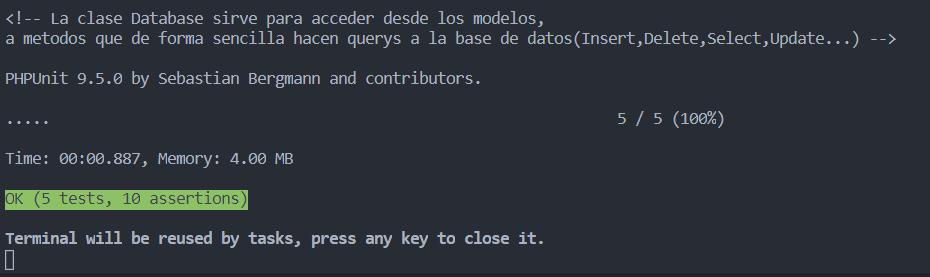 <!-- La clase Database sirve para acceder desde los modelos,
a metodos que de forma sencilla hacen querys a la base de datos(Insert,Delete,Select,Update...) -->
PHPUnit 9.5.0 by Sebastian Bergmann and contributors.
..... 5 / 5 (100%)
Time: 00:00.887, Memory: 4.00 MB
OK (5 tests, 10 assertions)
Terminal will be reused by tasks, press any key to close it.